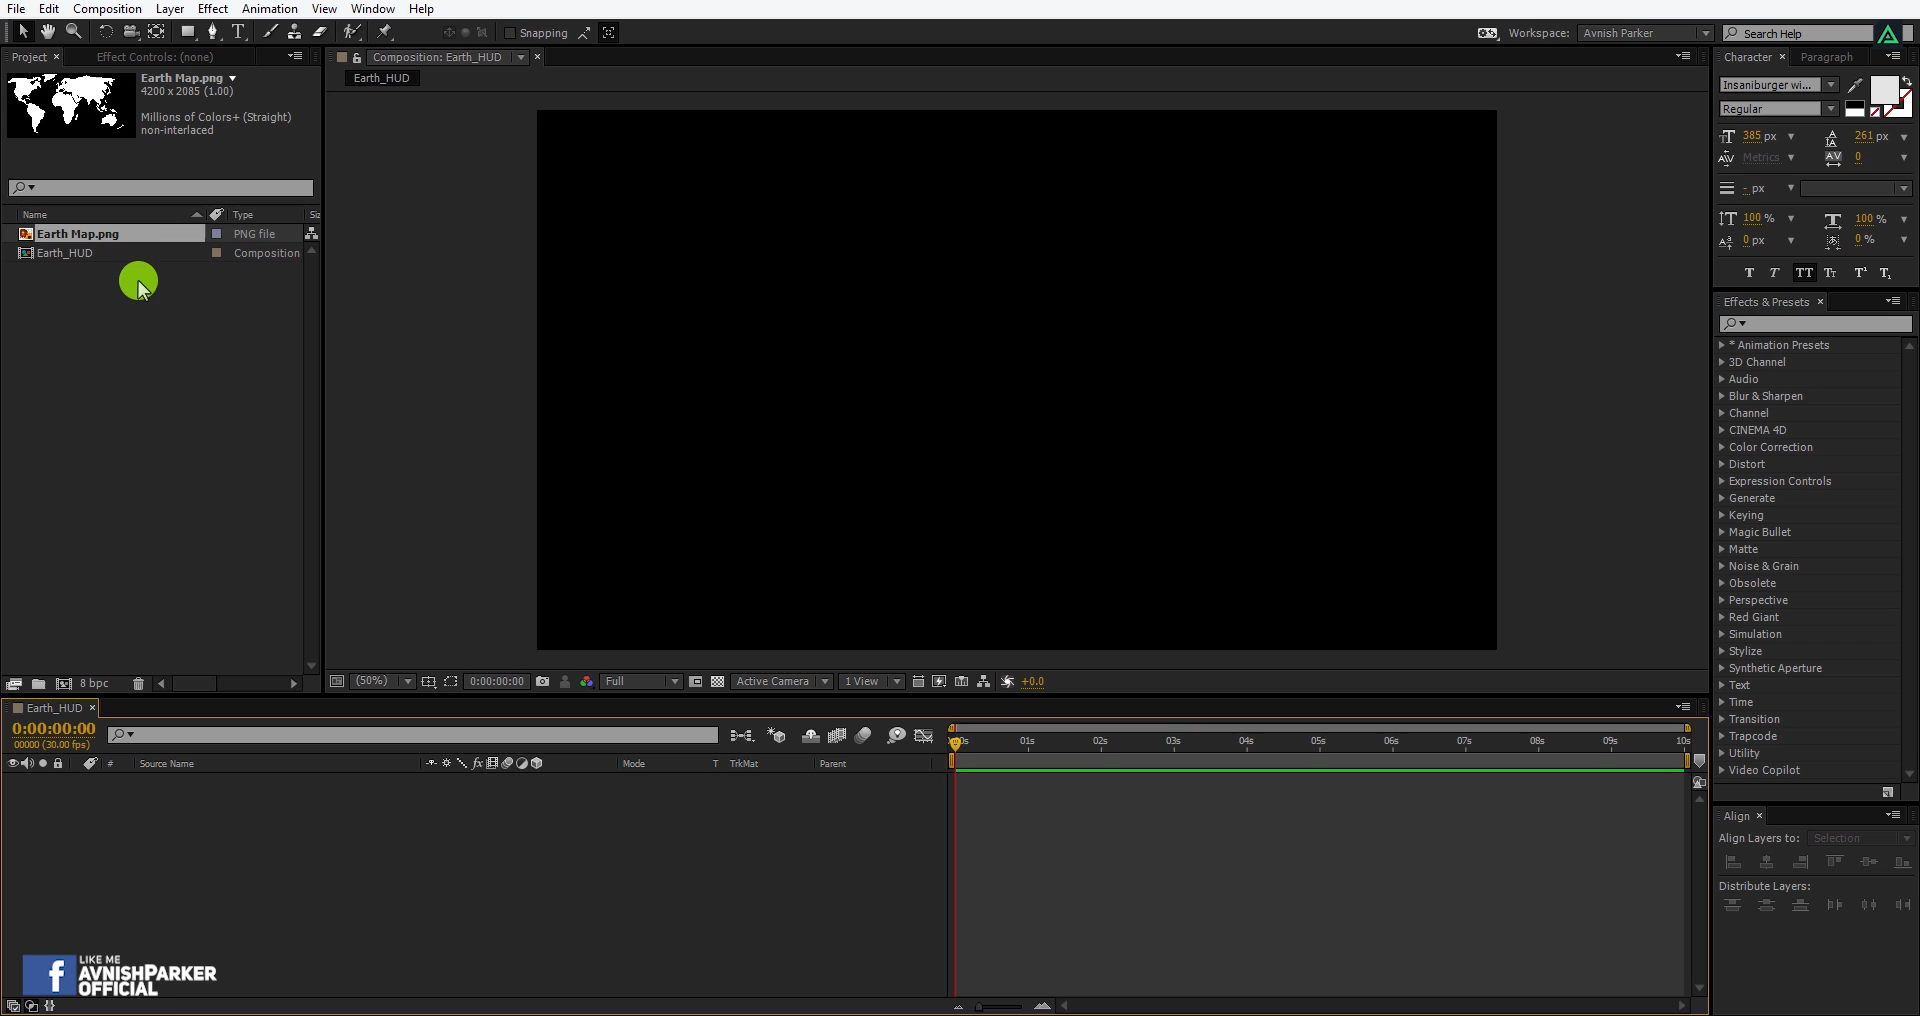 File Edit Composition Layer Effect Animation View Window Help
Snapping
Workspace: Avnish Parker
Search Help
Project Effect Controls: (none)
Composition: Earth_HUD
Character Paragraph
Earth Map.png
4200 x 2085 (1.00)
Millions of Colors+ (Straight)
non-interlaced
Earth_HUD
Insaniburger wi...
Regular
385 px 261 px
Metrics 0
- px
100 % 100 %
0 px 0 %
Name Type Siz
Earth Map.png PNG file
Earth_HUD Composition
Effects & Presets
* Animation Presets
3D Channel
Audio
Blur & Sharpen
Channel
CINEMA 4D
Color Correction
Distort
Expression Controls
Generate
Keying
Magic Bullet
Matte
Noise & Grain
Obsolete
Perspective
Red Giant
Simulation
Stylize
Synthetic Aperture
Text
Time
Transition
Trapcode
Utility
Video Copilot
8 bpc
(50%) 0:00:00:00 Full Active Camera 1 View +0.0
Earth_HUD
0:00:00:00
00000 (30.00 fps)
01s 02s 03s 04s 05s 06s 07s 08s 09s 10s
# Source Name Mode T TrkMat Parent
Align
Align Layers to: Selection
Distribute Layers:
LIKE ME
AVNISHPARKER
OFFICIAL